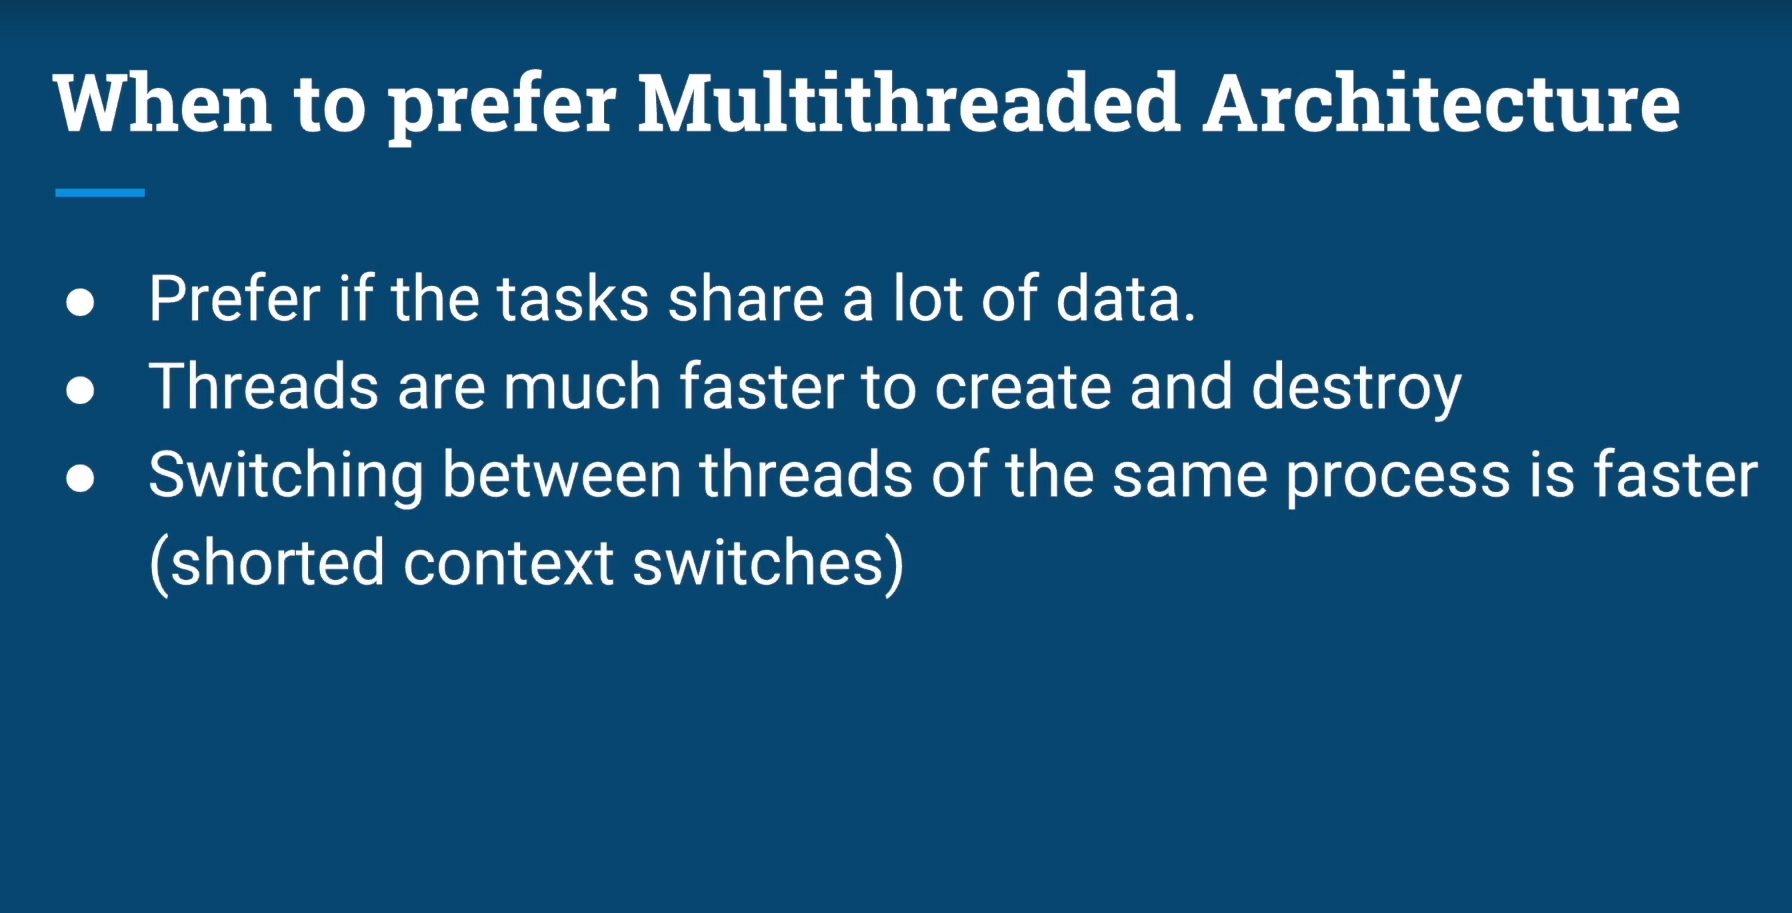 When to prefer Multithreaded Architecture
● Prefer if the tasks share a lot of data.
● Threads are much faster to create and destroy
● Switching between threads of the same process is faster
(shorted context switches)